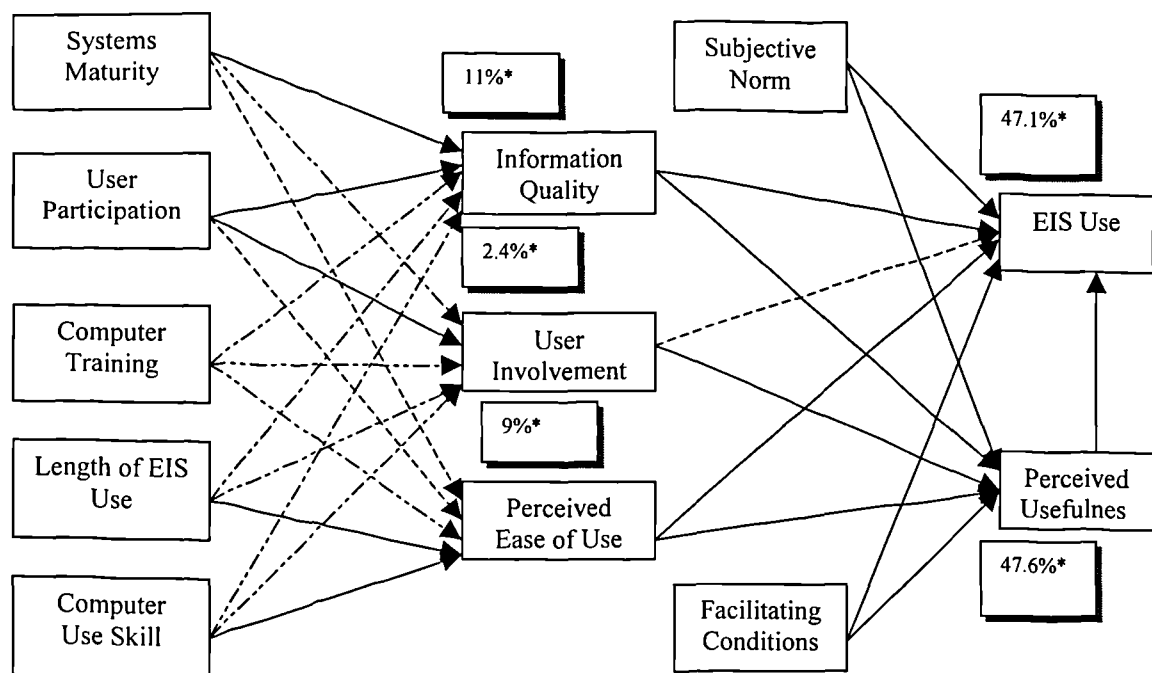 Systems
Maturity
User
Participation
Computer
Training
Length of EIS
Use
Computer
Use Skill
11%*
Information
Quality
2.4%*
User
Involvement
9%*
Perceived
Ease of Use
Subjective
Norm
Facilitating
Conditions
47.1%*
EIS Use
Perceived
Usefulnes
47.6%*